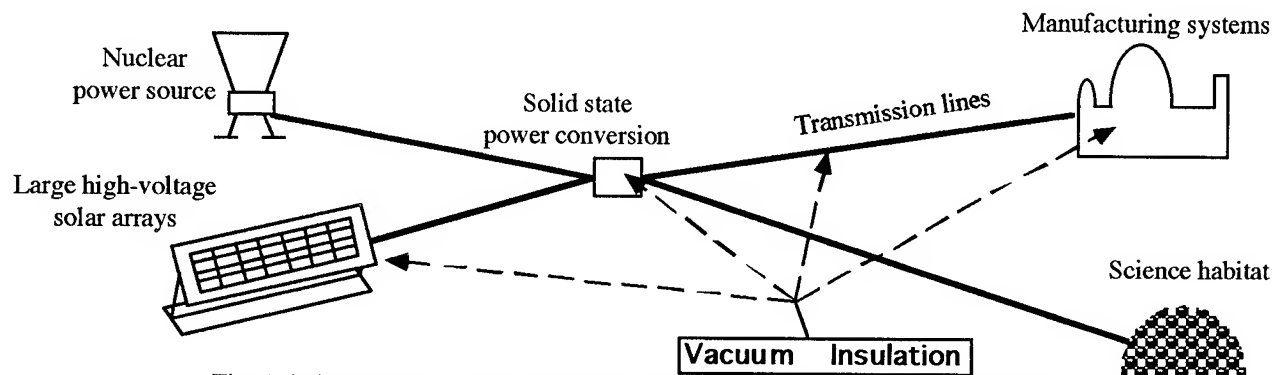 Manufacturing systems
Nuclear
power source
Solid state
power conversion
Transmission lines
Large high-voltage
solar arrays
Science habitat
Vacuum Insulation